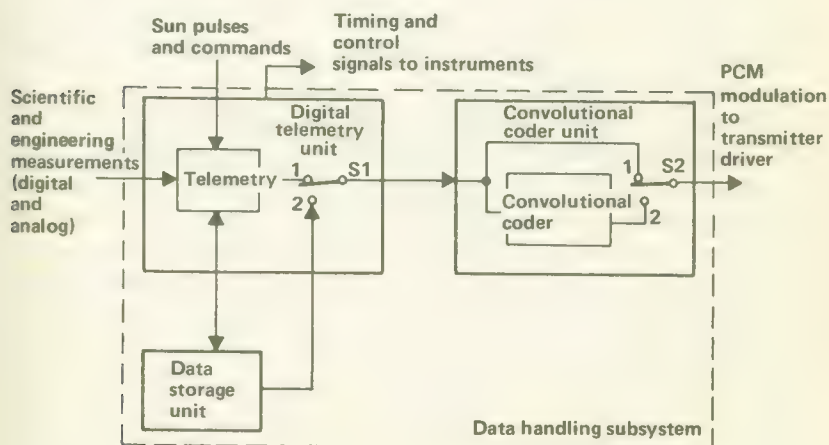 Sun pulses
and commands
Timing and
control
signals to instruments
PCM
modulation
to
transmitter
driver
Scientific
and
engineering
measurements
(digital
and
analog)
Digital
telemetry
unit
Telemetry
1
S1
2
Convolutional
coder unit
1
S2
Convolutional
coder
2
Data
storage
unit
Data handling subsystem